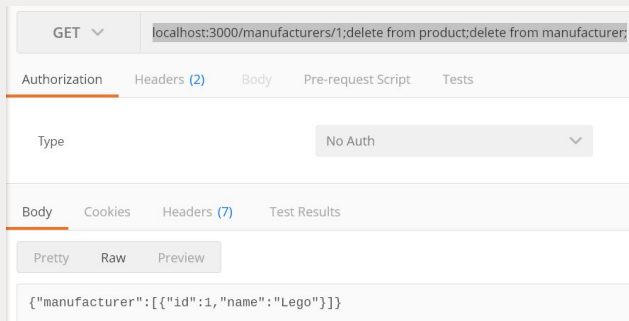 GET localhost:3000/manufacturers/1;delete from product;delete from manufacturer;
Authorization Headers (2) Body Pre-request Script Tests
Type No Auth
Body Cookies Headers (7) Test Results
Pretty Raw Preview
{"manufacturer":[{"id":1,"name":"Lego"}]}